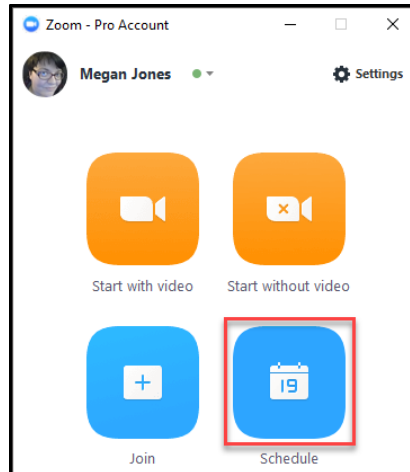 Zoom - Pro Account
Megan Jones
Settings
Start with video
Start without video
19
Join
Schedule